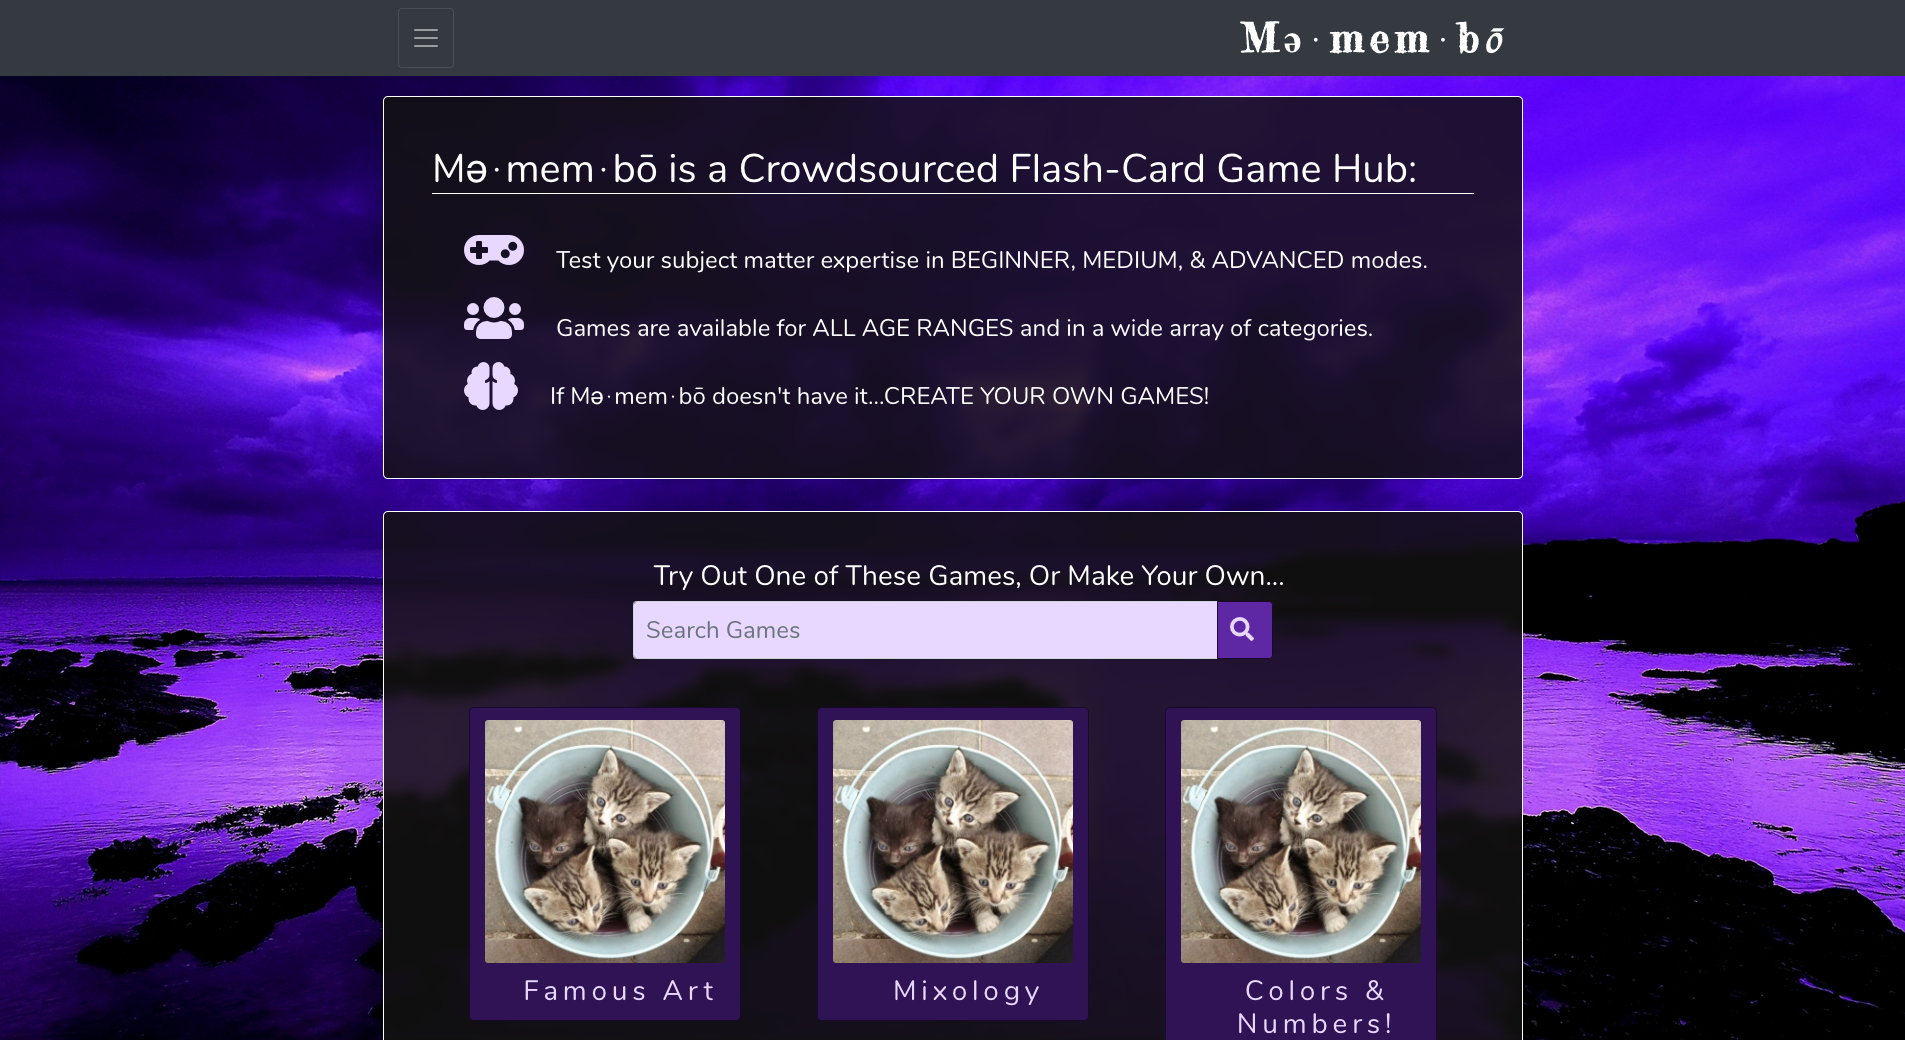 Mə·mem·bō
Mə·mem·bō is a Crowdsourced Flash-Card Game Hub:
Test your subject matter expertise in BEGINNER, MEDIUM, & ADVANCED modes.
Games are available for ALL AGE RANGES and in a wide array of categories.
If Mə·mem·bō doesn't have it...CREATE YOUR OWN GAMES!
Try Out One of These Games, Or Make Your Own...
Search Games
Famous Art
Mixology
Colors &
Numbers!